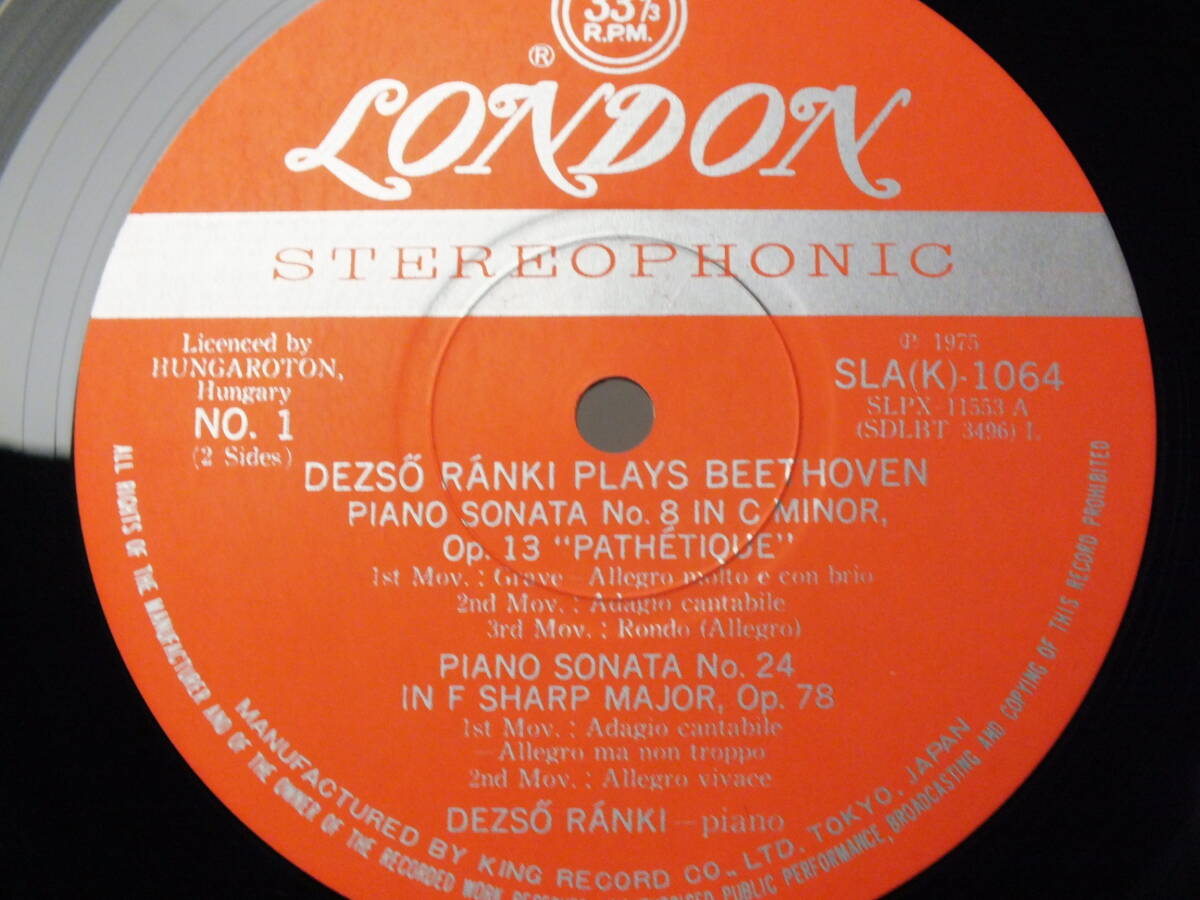 33⅓
R.P.M.
®
LONDON
STEREOPHONIC
Licenced by
HUNGAROTON,
Hungary
NO. 1
(2 Sides)
℗ 1975
SLA(K)-1064
SLPX 11553 A
(SDLBT 3496) L
DEZSŐ RÁNKI PLAYS BEETHOVEN
PIANO SONATA No. 8 IN C MINOR,
Op. 13 "PATHÉTIQUE"
1st Mov. : Grave—Allegro molto e con brio
2nd Mov. : Adagio cantabile
3rd Mov. : Rondo (Allegro)
PIANO SONATA No. 24
IN F SHARP MAJOR, Op. 78
1st Mov. : Adagio cantabile
—Allegro ma non troppo
2nd Mov. : Allegro vivace
DEZSŐ RÁNKI—piano
MANUFACTURED BY KING RECORD CO., LTD. TOKYO, JAPAN
ALL RIGHTS OF THE MANUFACTURER AND OF THE OWNER OF THE RECORDED WORK PUBLIC PERFORMANCE, BROADCASTING AND COPYING OF THIS RECORD PROHIBITED